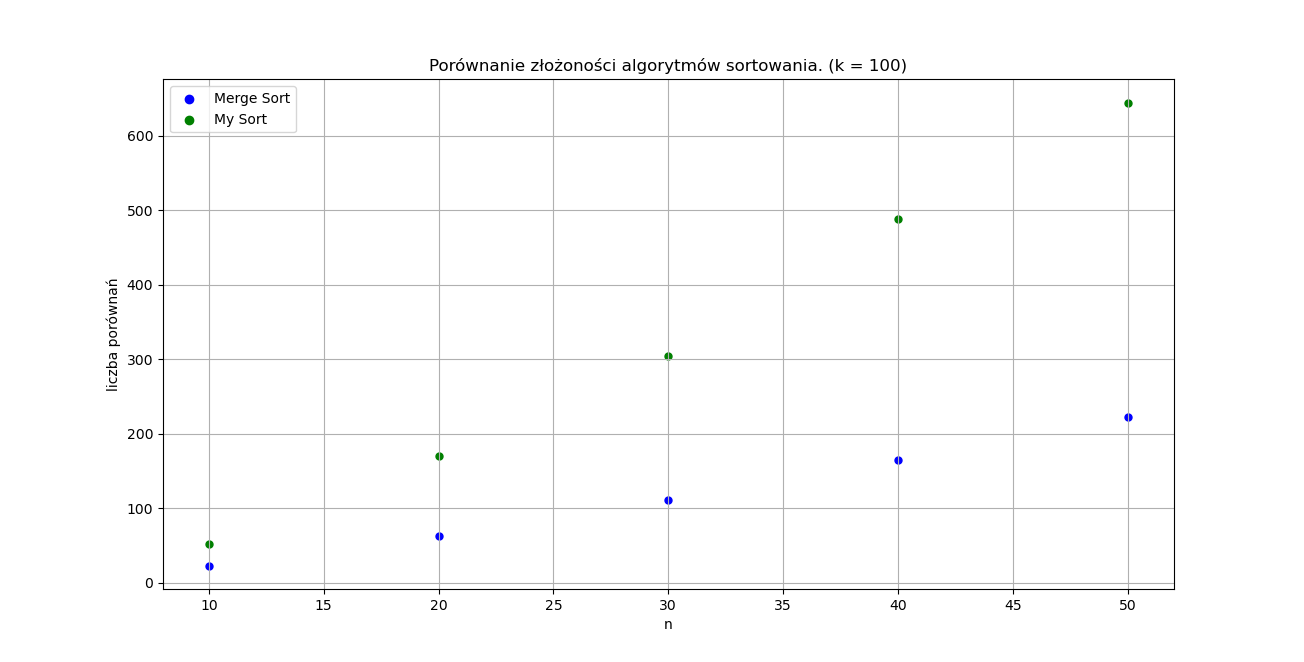 Porównanie złożoności algorytmów sortowania. (k = 100)
Merge Sort
My Sort
600
500
400
300
200
100
0
liczba porównań
10 15 20 25 30 35 40 45 50
n